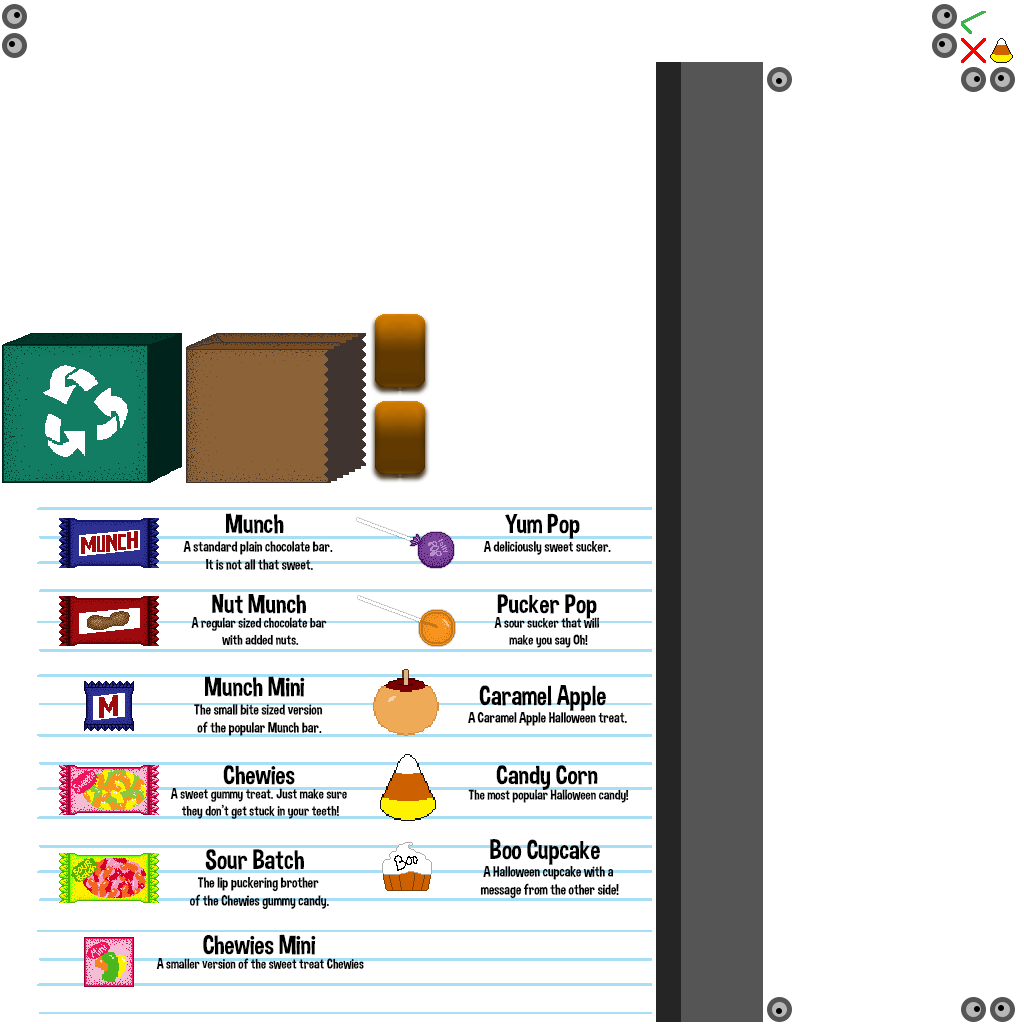 MUNCH
Munch
A standard plain chocolate bar.
It is not all that sweet.
Yum Pop
A deliciously sweet sucker.
Nut Munch
A regular sized chocolate bar
with added nuts.
Pucker Pop
A sour sucker that will
make you say Oh!
M
Munch Mini
The small bite sized version
of the popular Munch bar.
Caramel Apple
A Caramel Apple Halloween treat.
Chewies
A sweet gummy treat. Just make sure
they don't get stuck in your teeth!
Candy Corn
The most popular Halloween candy!
Sour Batch
The lip puckering brother
of the Chewies gummy candy.
Boo
Boo Cupcake
A Halloween cupcake with a
message from the other side!
Mini
Chewies Mini
A smaller version of the sweet treat Chewies